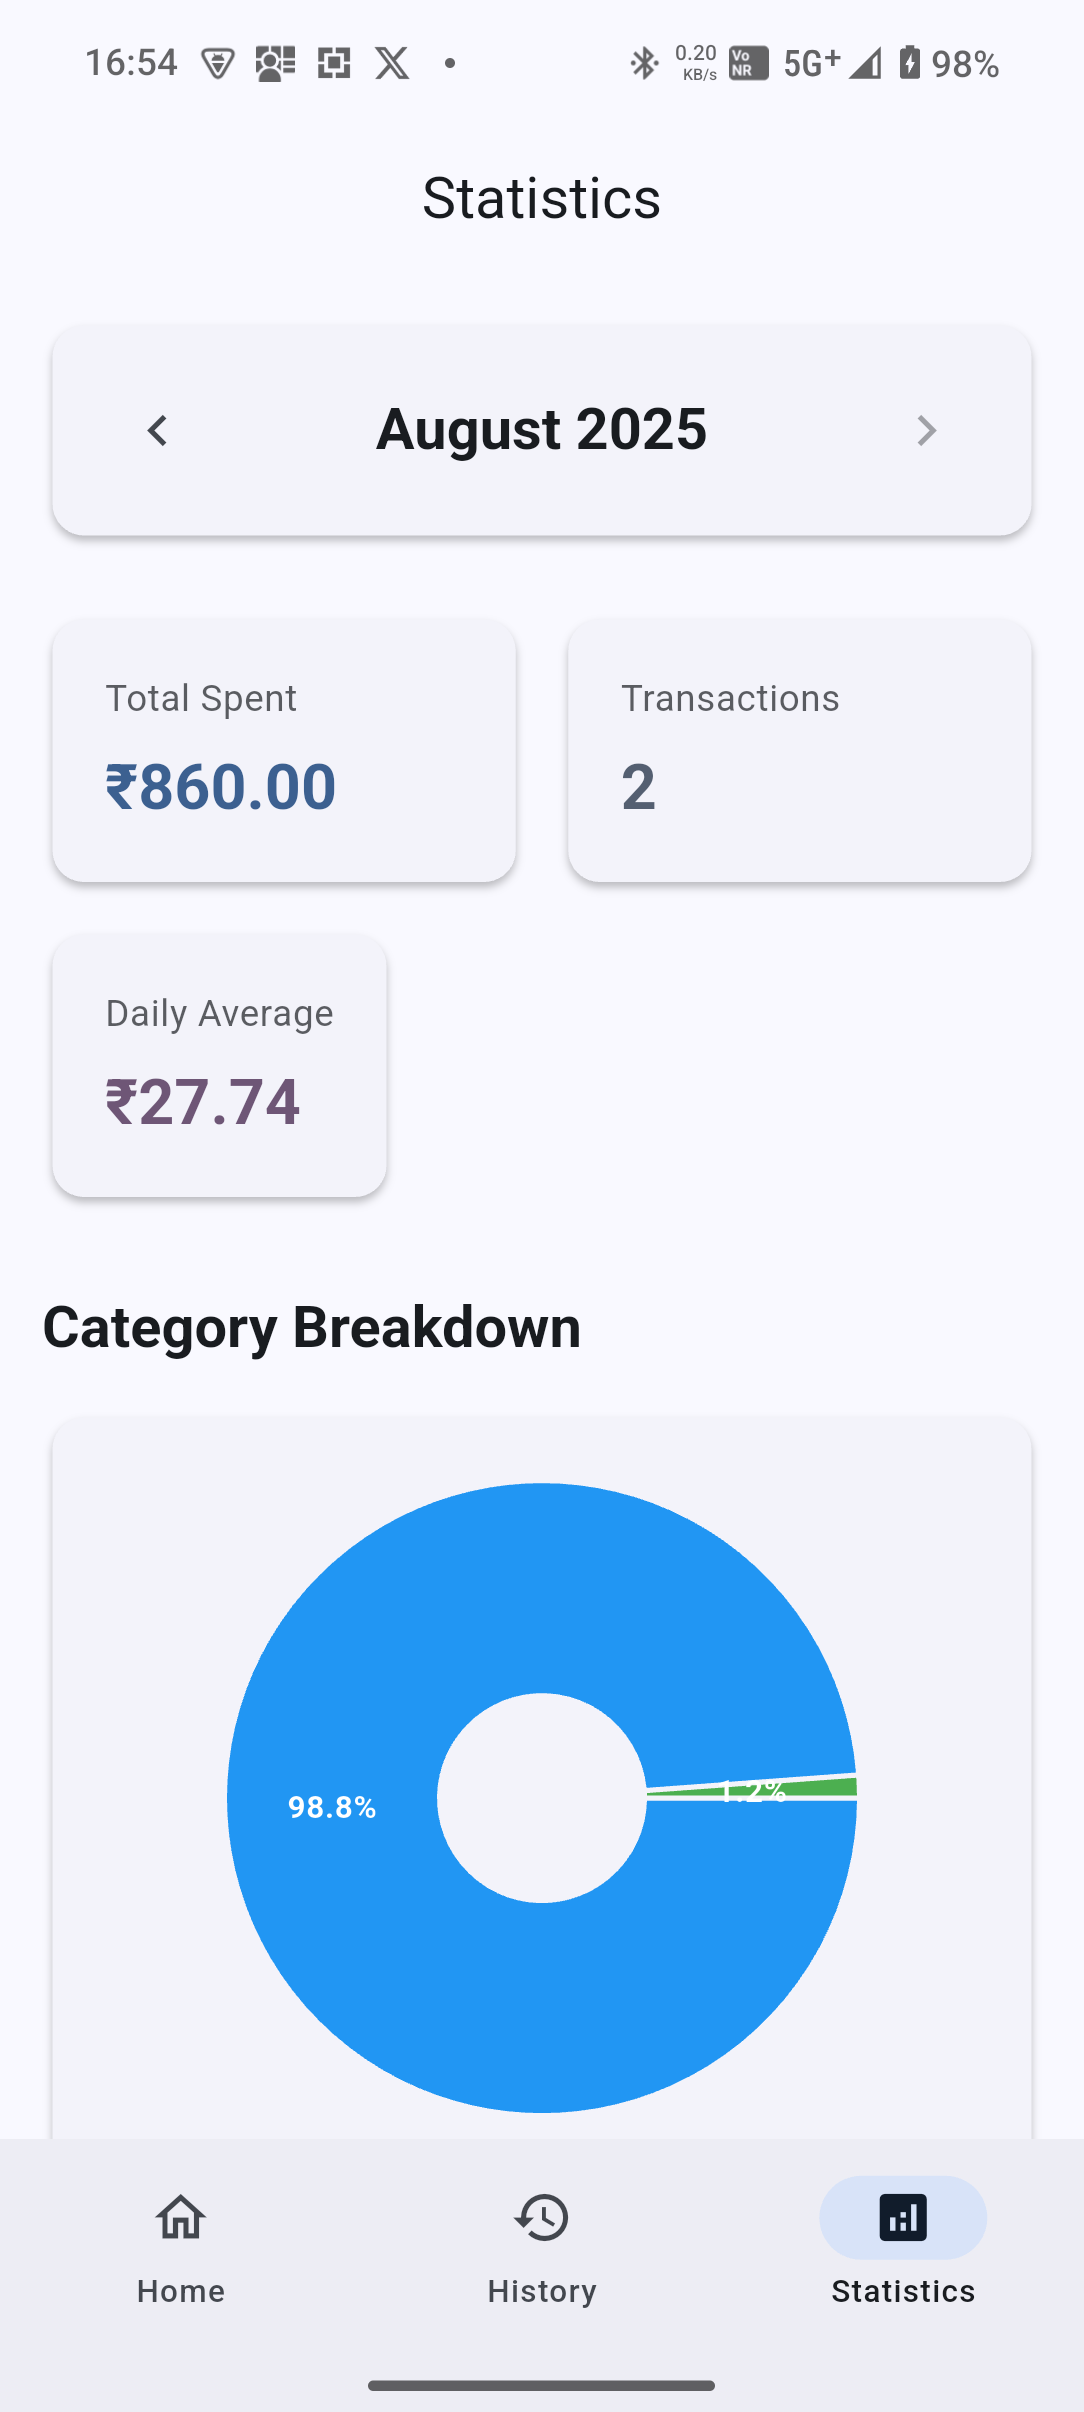 16:54 0.20 KB/s Vo NR 5G+ 98%
Statistics
August 2025
Total Spent
₹860.00
Transactions
2
Daily Average
₹27.74
Category Breakdown
98.8%
1.2%
Home
History
Statistics